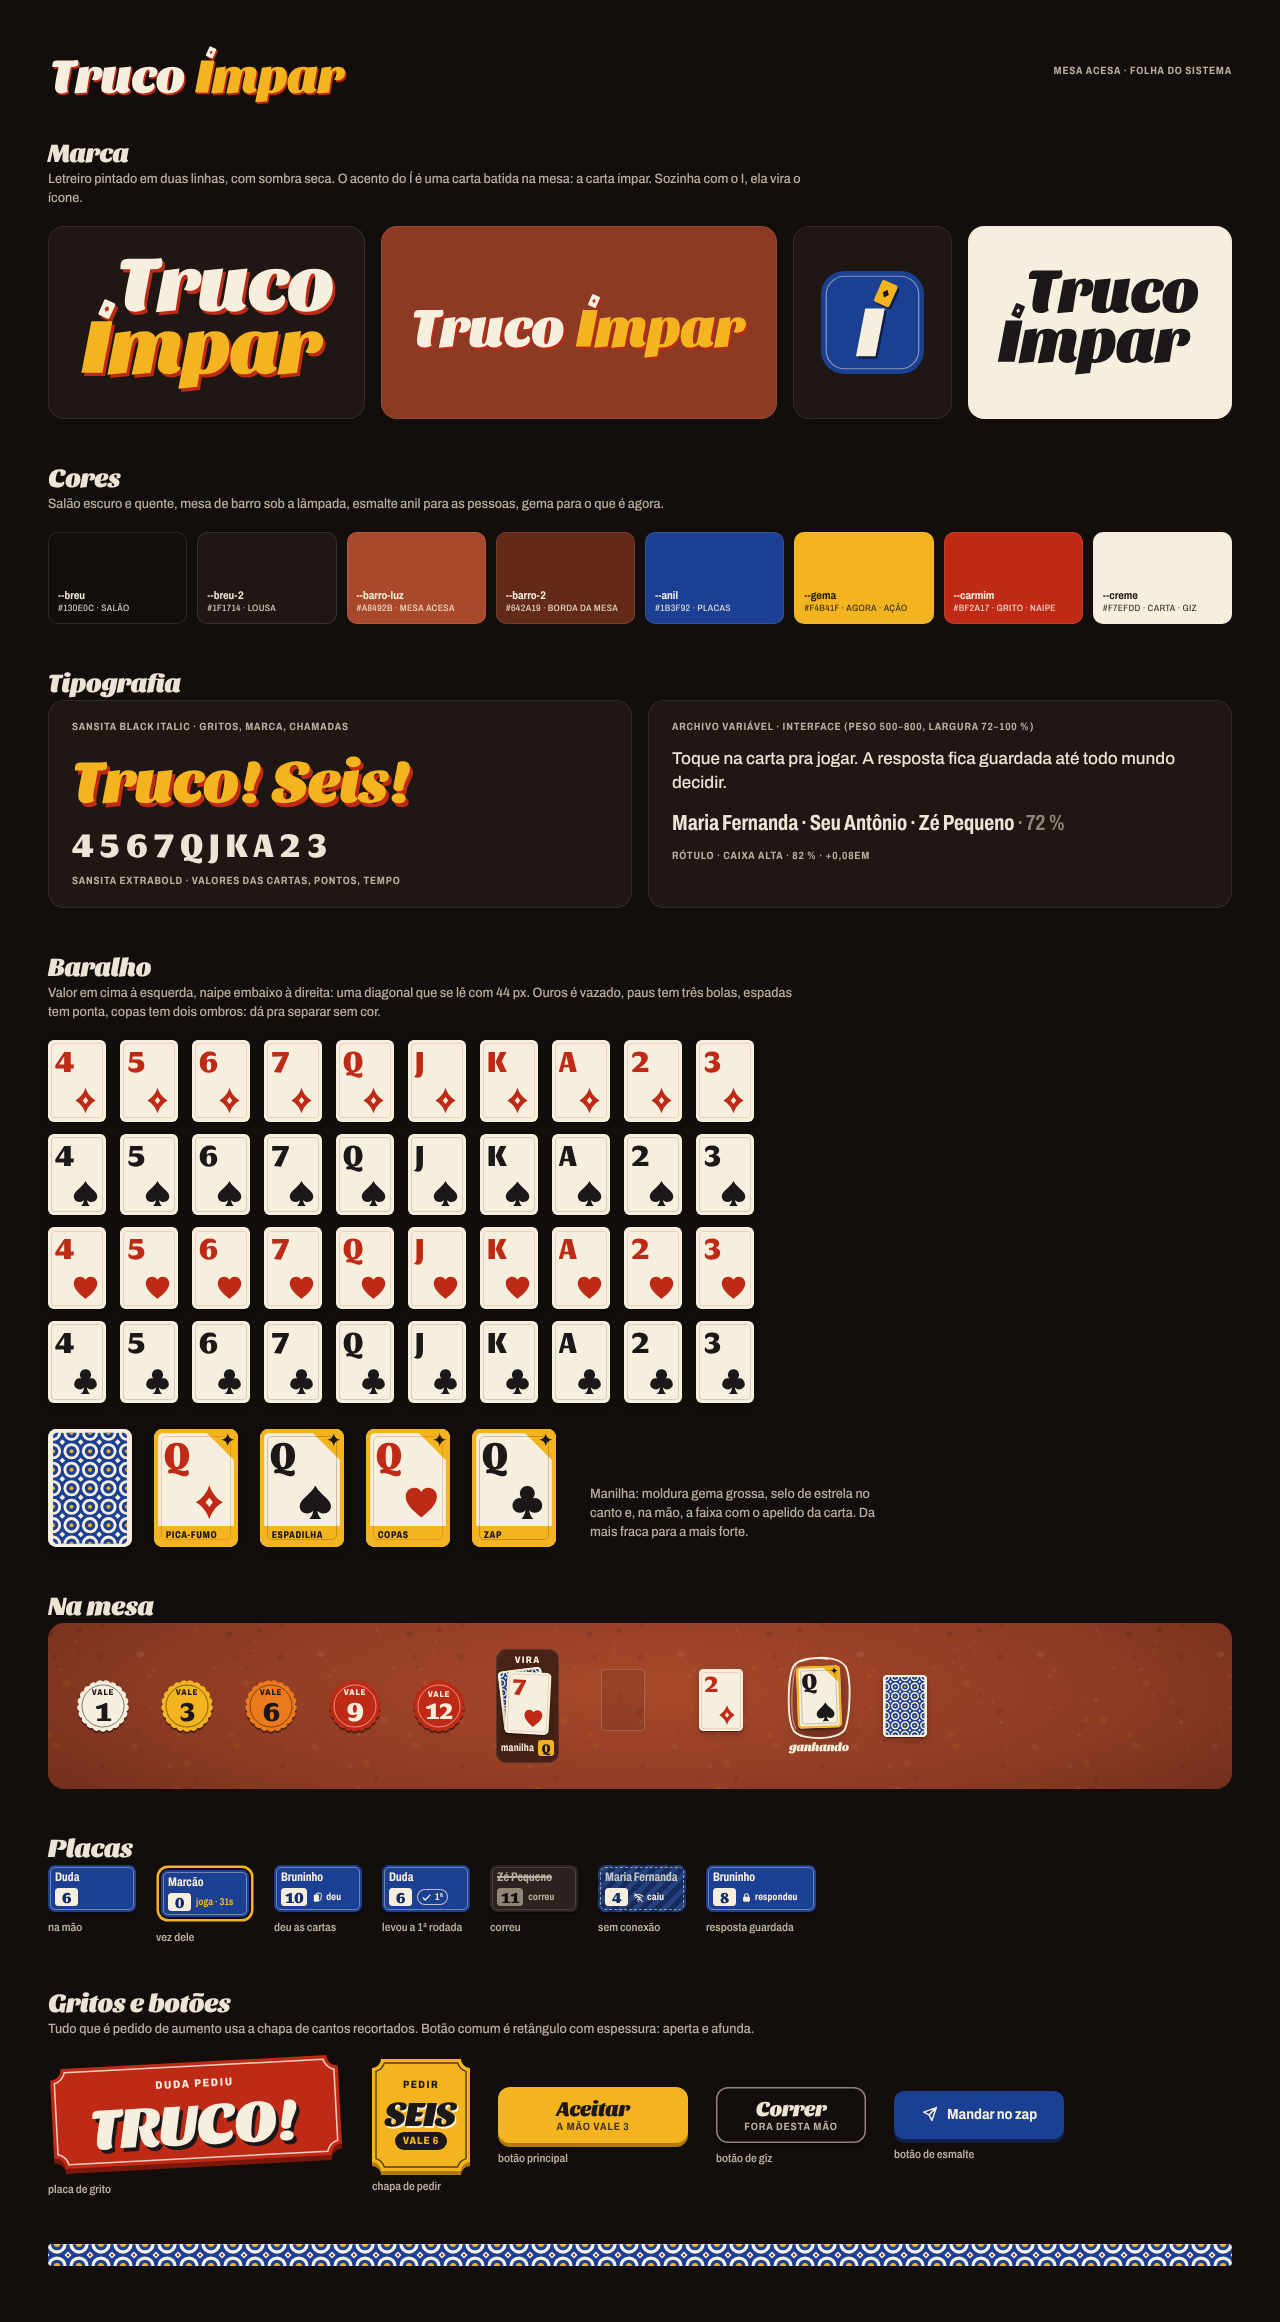 Truco Ímpar
MESA ACESA · FOLHA DO SISTEMA
Marca
Letreiro pintado em duas linhas, com sombra seca. O acento do Í é uma carta batida na mesa: a carta ímpar. Sozinha com o I, ela vira o
ícone.
Truco
Ímpar
Truco Ímpar
Í
Truco
Ímpar
Cores
Salão escuro e quente, mesa de barro sob a lâmpada, esmalte anil para as pessoas, gema para o que é agora.
--breu
#130E0C · SALÃO
--breu-2
#1F1714 · LOUSA
--barro-luz
#A8492B · MESA ACESA
--barro-2
#642A19 · BORDA DA MESA
--anil
#1B3F92 · PLACAS
--gema
#F4B41F · AGORA · AÇÃO
--carmim
#BF2A17 · GRITO · NAIPE
--creme
#F7EFDD · CARTA · GIZ
Tipografia
SANSITA BLACK ITALIC · GRITOS, MARCA, CHAMADAS
Truco! Seis!
4567QJKA23
SANSITA EXTRABOLD · VALORES DAS CARTAS, PONTOS, TEMPO
ARCHIVO VARIÁVEL · INTERFACE (PESO 500–800, LARGURA 72–100 %)
Toque na carta pra jogar. A resposta fica guardada até todo mundo
decidir.
Maria Fernanda · Seu Antônio · Zé Pequeno · 72 %
RÓTULO · CAIXA ALTA · 82 % · +0,08EM
Baralho
Valor em cima à esquerda, naipe embaixo à direita: uma diagonal que se lê com 44 px. Ouros é vazado, paus tem três bolas, espadas
tem ponta, copas tem dois ombros: dá pra separar sem cor.
4 5 6 7 Q J K A 2 3
4 5 6 7 Q J K A 2 3
4 5 6 7 Q J K A 2 3
4 5 6 7 Q J K A 2 3
Q
PICA-FUMO
Q
ESPADILHA
Q
COPAS
Q
ZAP
Manilha: moldura gema grossa, selo de estrela no
canto e, na mão, a faixa com o apelido da carta. Da
mais fraca para a mais forte.
Na mesa
VALE
1
VALE
3
VALE
6
VALE
9
VALE
12
VIRA
7
manilha Q
2
Q
ganhando
Placas
Duda
6
na mão
Marcão
0 joga · 31s
vez dele
Bruninho
10 deu
deu as cartas
Duda
6 1ª
levou a 1ª rodada
Zé Pequeno
11 correu
correu
Maria Fernanda
4 caiu
sem conexão
Bruninho
8 respondeu
resposta guardada
Gritos e botões
Tudo que é pedido de aumento usa a chapa de cantos recortados. Botão comum é retângulo com espessura: aperta e afunda.
DUDA PEDIU
TRUCO!
placa de grito
PEDIR
SEIS
VALE 6
chapa de pedir
Aceitar
A MÃO VALE 3
botão principal
Correr
FORA DESTA MÃO
botão de giz
Mandar no zap
botão de esmalte